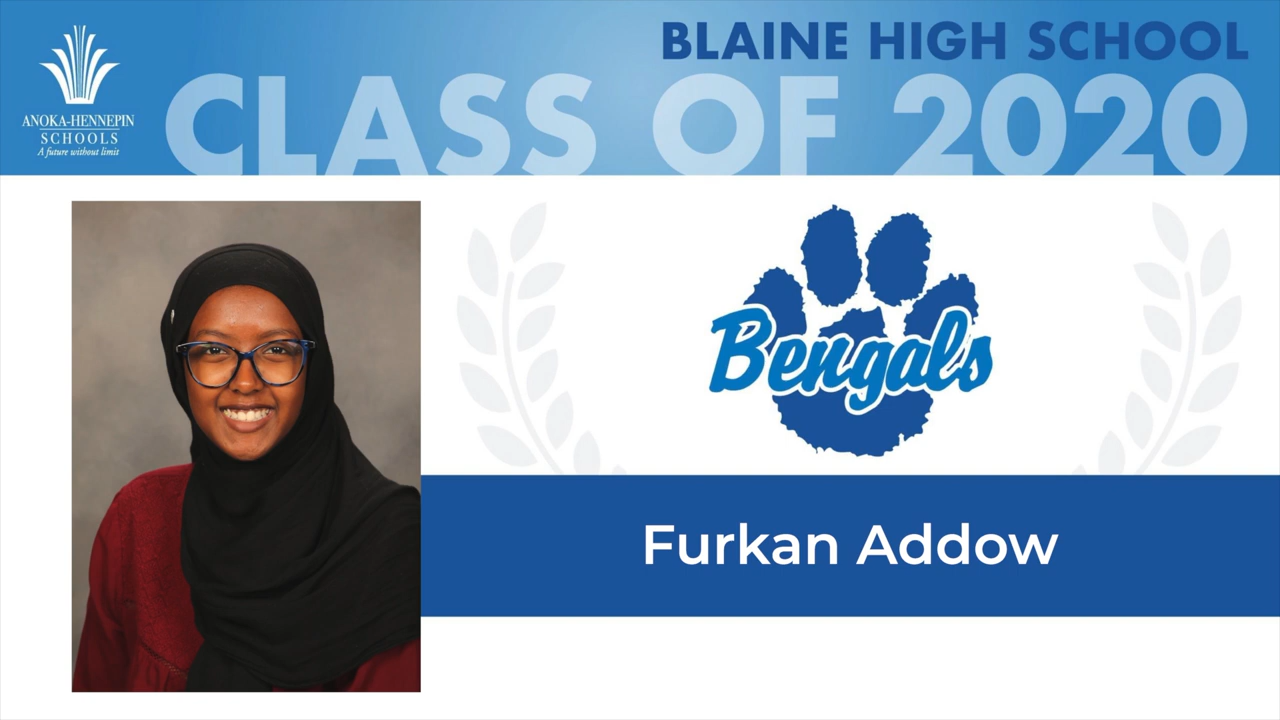 BLAINE HIGH SCHOOL
CLASS OF 2020
ANOKA-HENNEPIN
SCHOOLS
A future without limit
Bengals
Furkan Addow